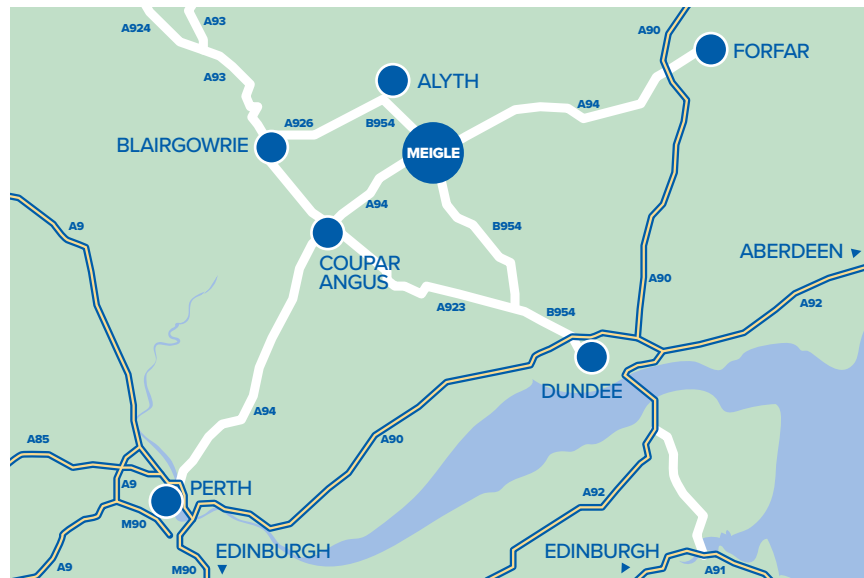 A93
A924
A90
FORFAR
A93
ALYTH
A94
A926
B954
BLAIRGOWRIE
MEIGLE
A94
B954
A9
ABERDEEN
COUPAR
ANGUS
A90
A923
B954
A92
DUNDEE
A94
A85
A90
A9
PERTH
A92
M90
EDINBURGH
EDINBURGH
A9
M90
A91